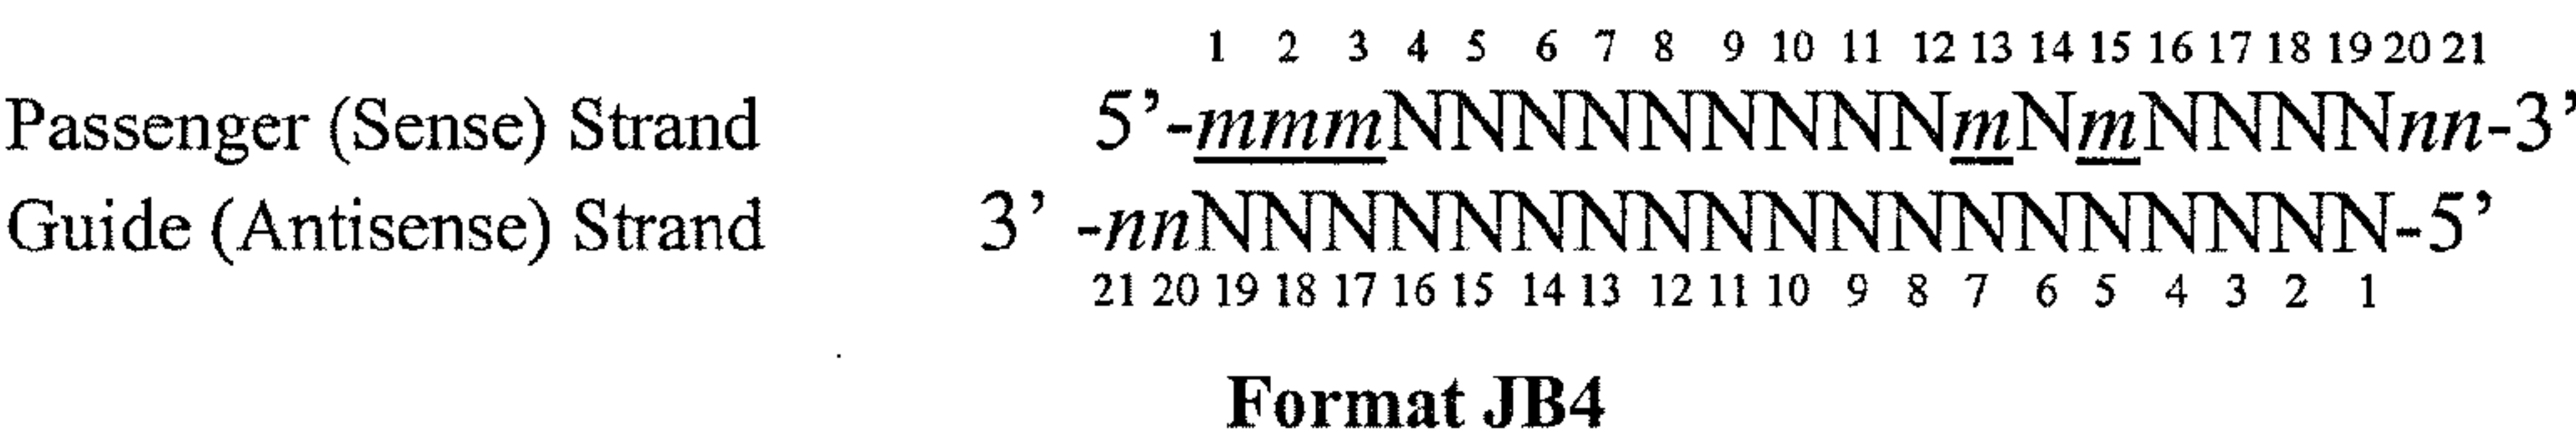 1 2 3 4 5 6 7 8 9 10 11 12 13 14 15 16 17 18 19 20 21
Passenger (Sense) Strand 5’-mmmNNNNNNNNNmNmNNNNnn-3’
Guide (Antisense) Strand 3’ -nnNNNNNNNNNNNNNNNNNNN-5’
21 20 19 18 17 16 15 14 13 12 11 10 9 8 7 6 5 4 3 2 1
Format JB4